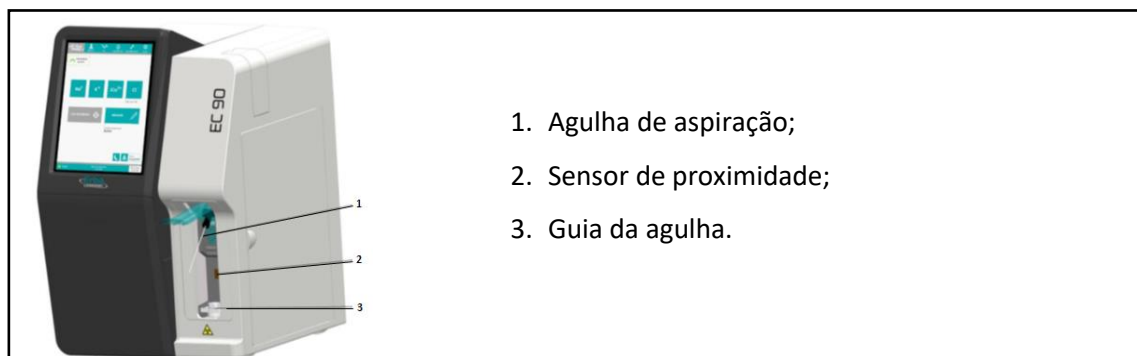 EC 90
1. Agulha de aspiração;
2. Sensor de proximidade;
3. Guia da agulha.
1
2
3